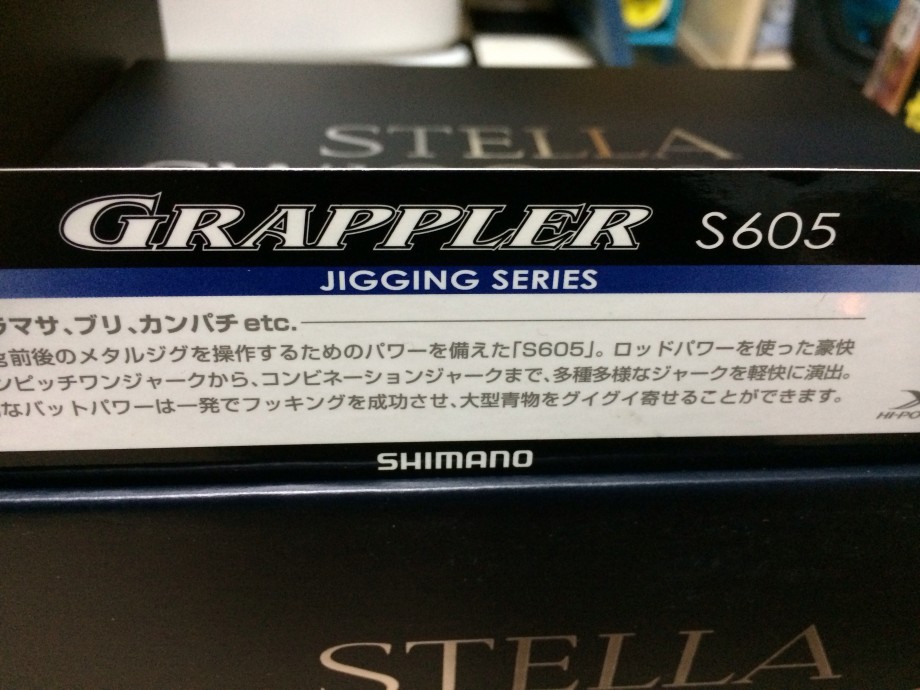 STELLA
GRAPPLER S605
JIGGING SERIES
ラマサ、ブリ、カンパチetc.
g前後のメタルジグを操作するためのパワーを備えた「S605」。ロッドパワーを使った豪快
ンピッチワンジャークから、コンビネーションジャークまで、多種多様なジャークを軽快に演出。
なバットパワーは一発でフッキングを成功させ、大型青物をグイグイ寄せることができます。
SHIMANO
STELLA